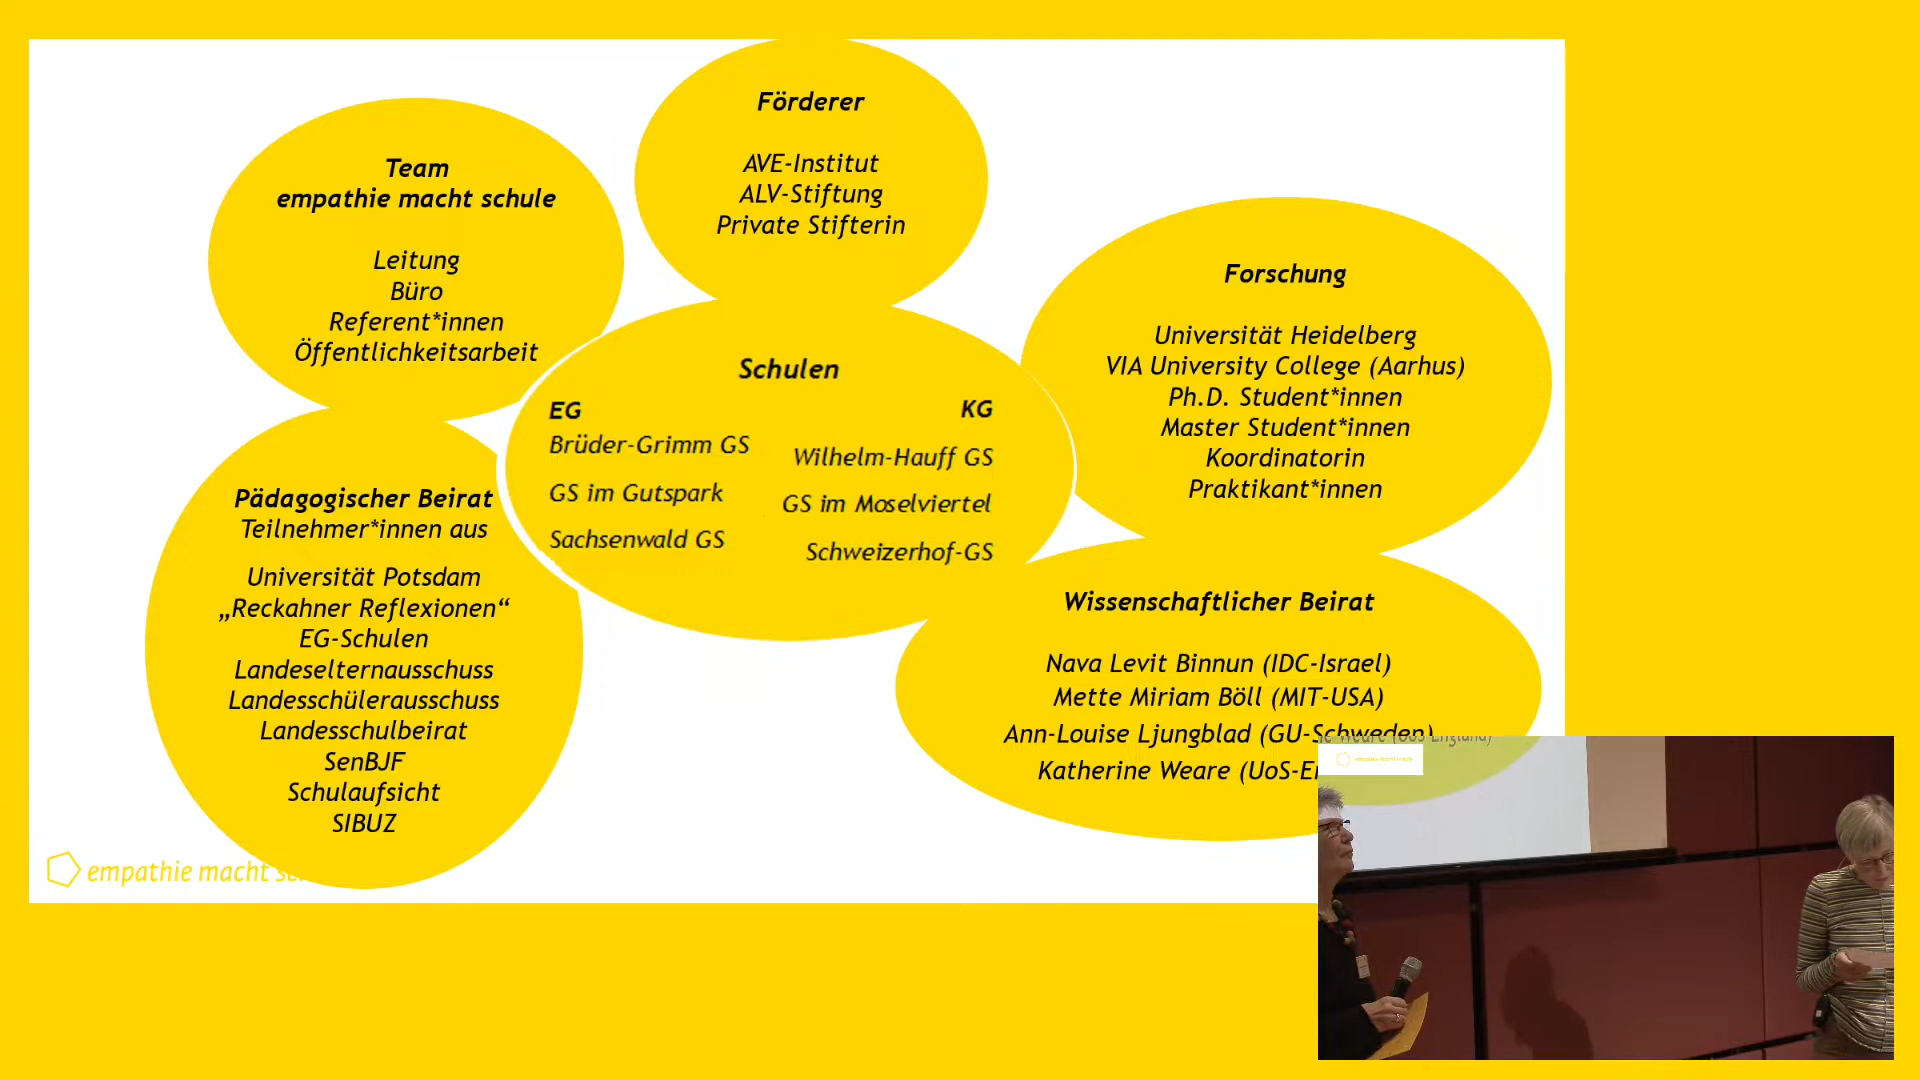 Förderer
AVE-Institut
ALV-Stiftung
Private Stifterin
Team
empathie macht schule
Leitung
Büro
Referent*innen
Öffentlichkeitsarbeit
Forschung
Universität Heidelberg
VIA University College (Aarhus)
Ph.D. Student*innen
Master Student*innen
Koordinatorin
Praktikant*innen
Schulen
EG
Brüder-Grimm GS
GS im Gutspark
Sachsenwald GS
KG
Wilhelm-Hauff GS
GS im Moselviertel
Schweizerhof-GS
Pädagogischer Beirat
Teilnehmer*innen aus
Universität Potsdam
„Reckahner Reflexionen“
EG-Schulen
Landeselternausschuss
Landesschülerausschuss
Landesschulbeirat
SenBJF
Schulaufsicht
SIBUZ
Wissenschaftlicher Beirat
Nava Levit Binnun (IDC-Israel)
Mette Miriam Böll (MIT-USA)
Ann-Louise Ljungblad (GU-Schweden)
Katherine Weare (UoS-En
empathie macht
Weare (UoS England)